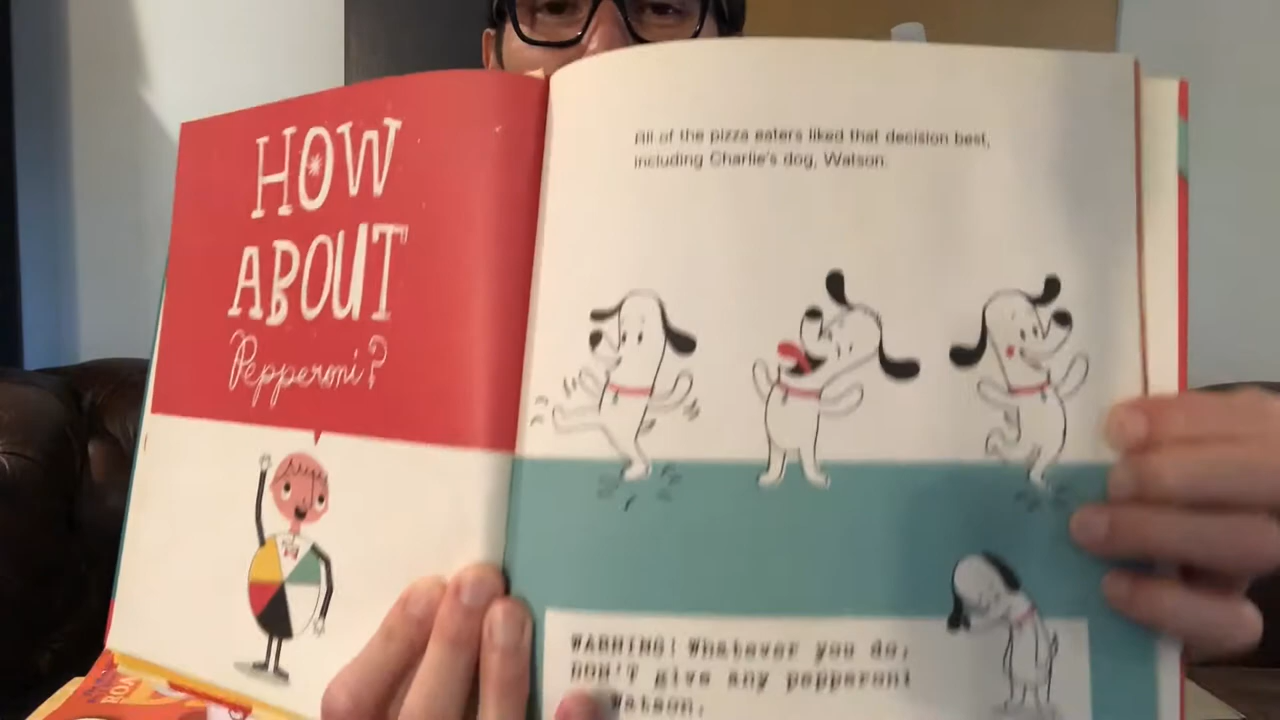 HOW
ABOUT
Pepperoni?
All of the pizza eaters liked that decision best,
including Charlie's dog, Watson.
WARNING! Whatever you do,
DON'T give any pepperoni
Watson.